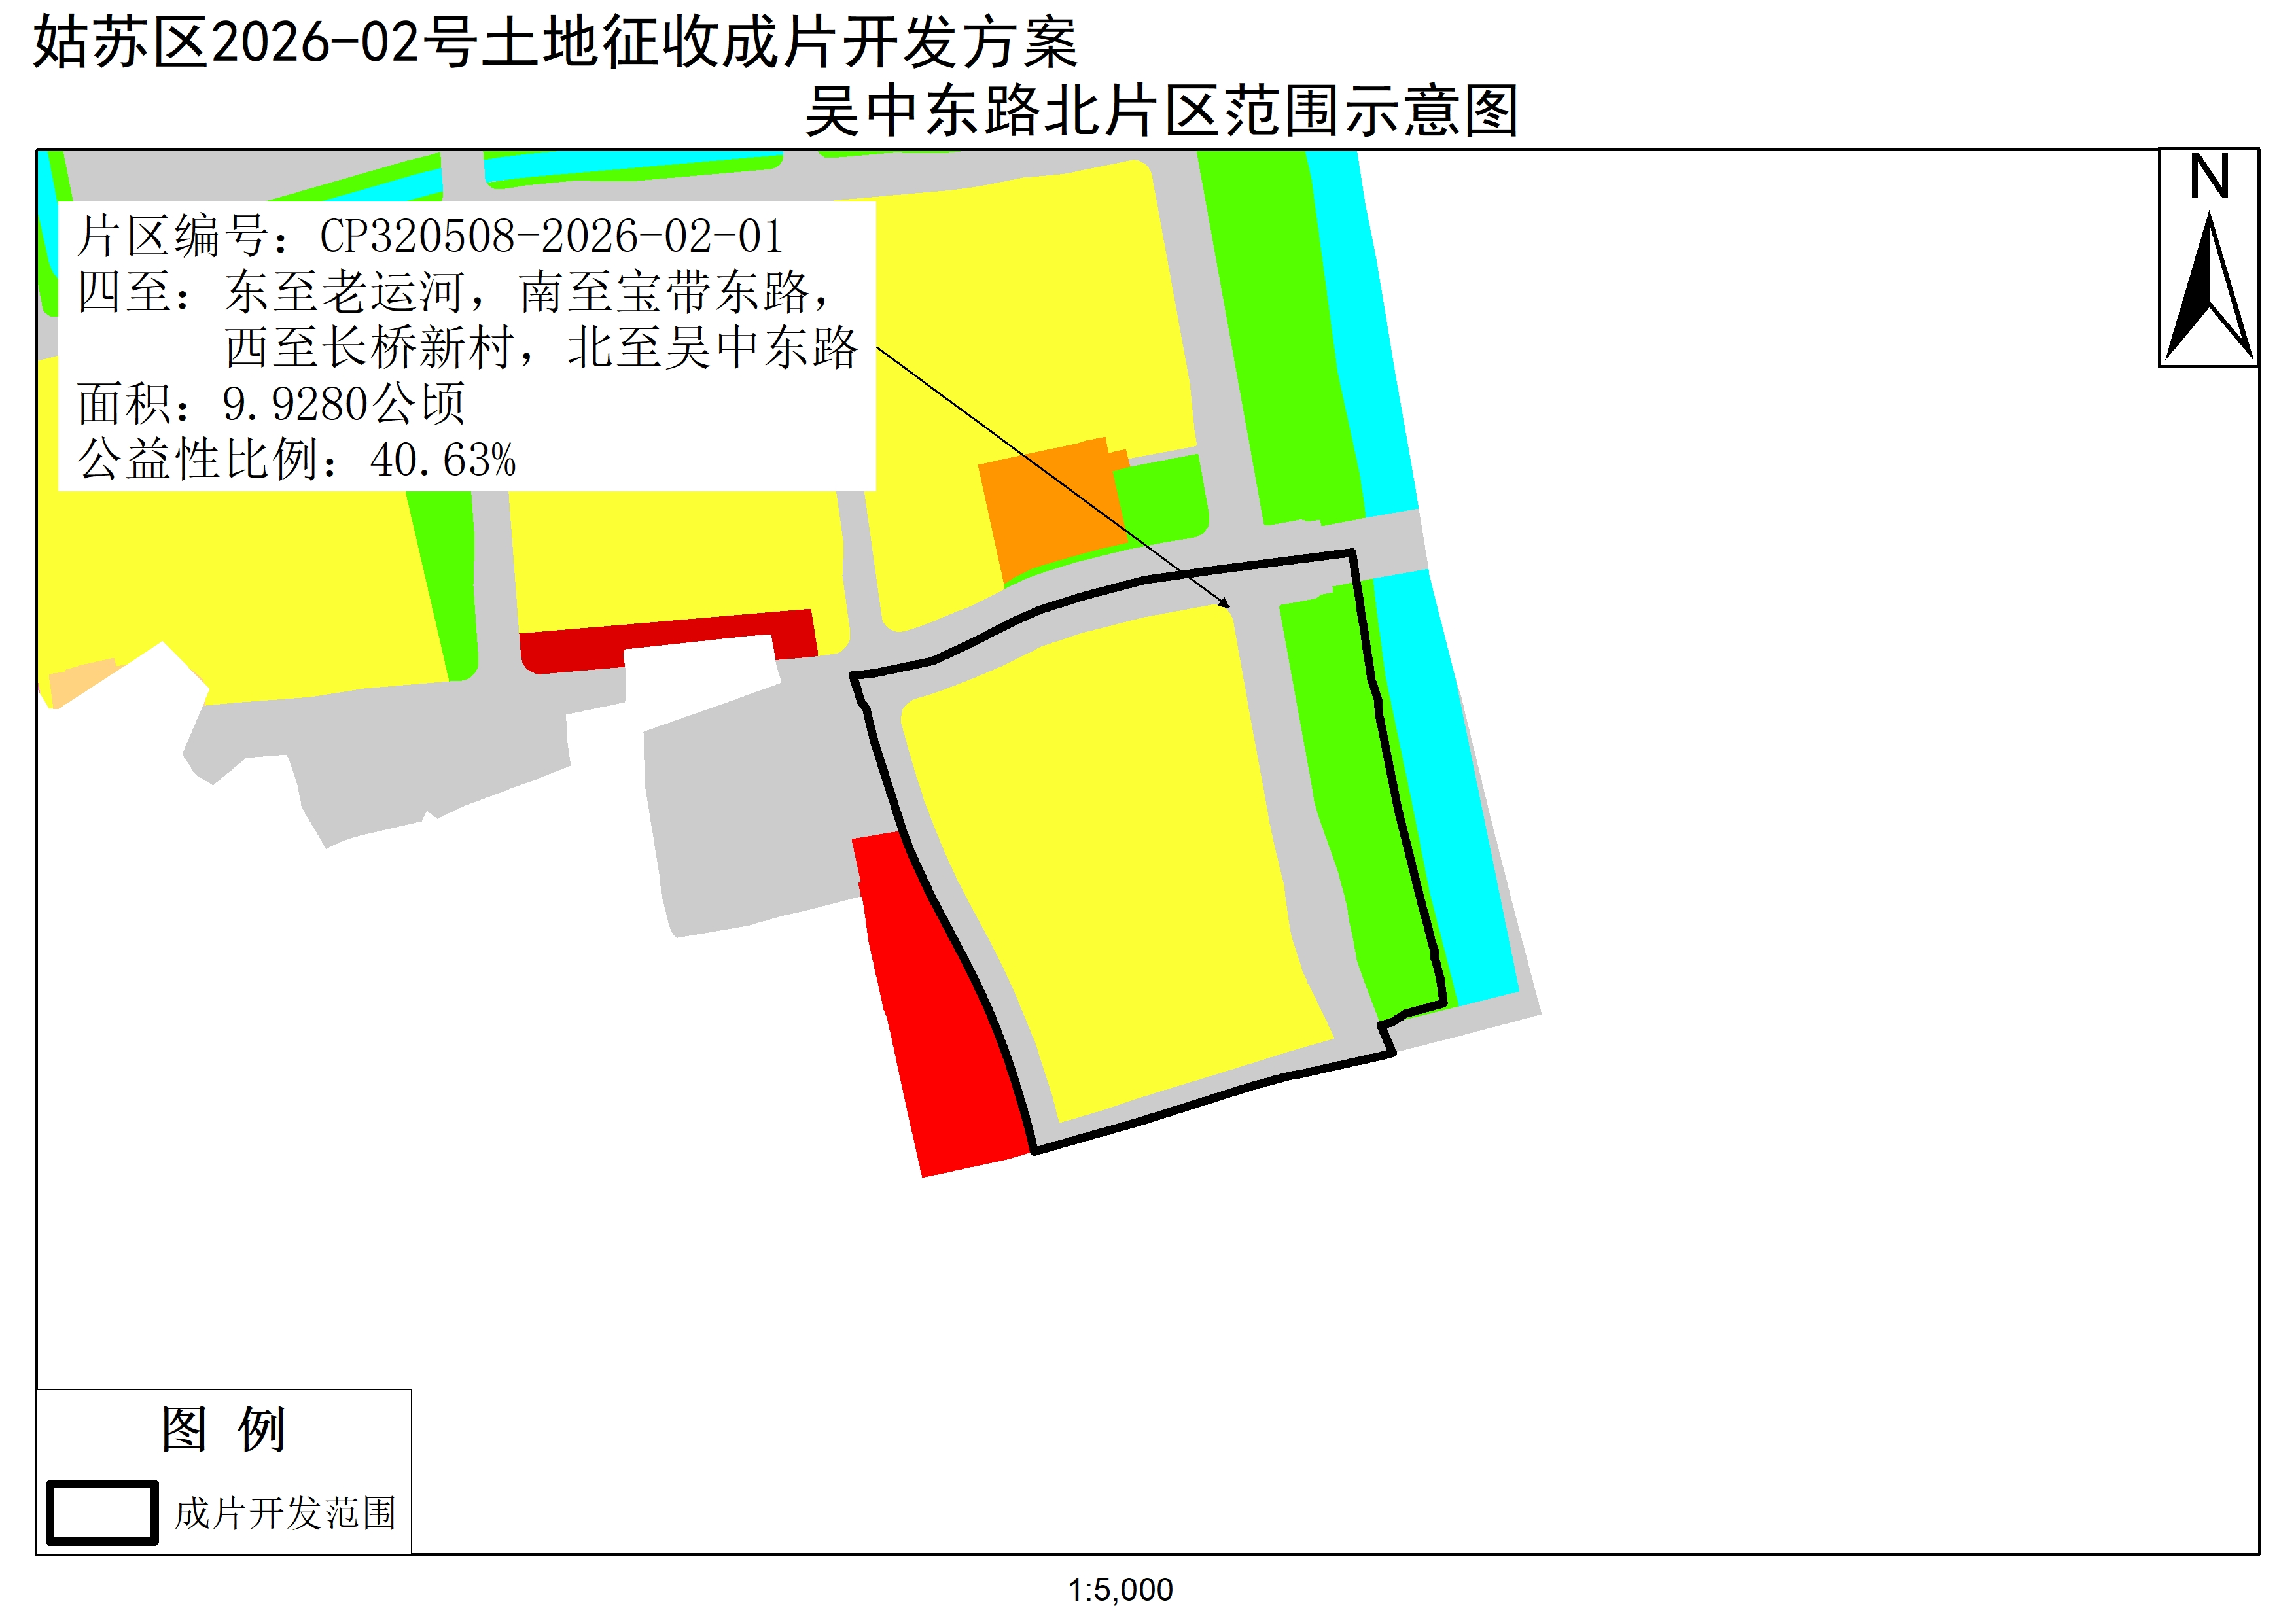 姑苏区2026-02号土地征收成片开发方案
吴中东路北片区范围示意图
N
片区编号：CP320508-2026-02-01
四至：东至老运河，南至宝带东路，
西至长桥新村，北至吴中东路
面积：9.9280公顷
公益性比例：40.63%
图 例
成片开发范围
1:5,000